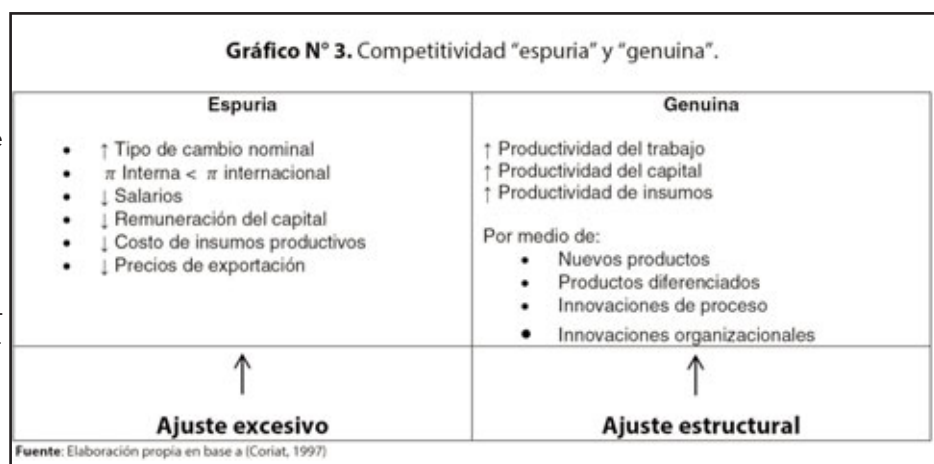 Gráfico N° 3. Competitividad “espuria” y “genuina”.
Espuria
• ↑ Tipo de cambio nominal
• π Interna < π internacional
• ↓ Salarios
• ↓ Remuneración del capital
• ↓ Costo de insumos productivos
• ↓ Precios de exportación
Genuina
↑ Productividad del trabajo
↑ Productividad del capital
↑ Productividad de insumos
Por medio de:
• Nuevos productos
• Productos diferenciados
• Innovaciones de proceso
• Innovaciones organizacionales
↑
Ajuste excesivo
↑
Ajuste estructural
Fuente: Elaboración propia en base a (Coriat, 1997)